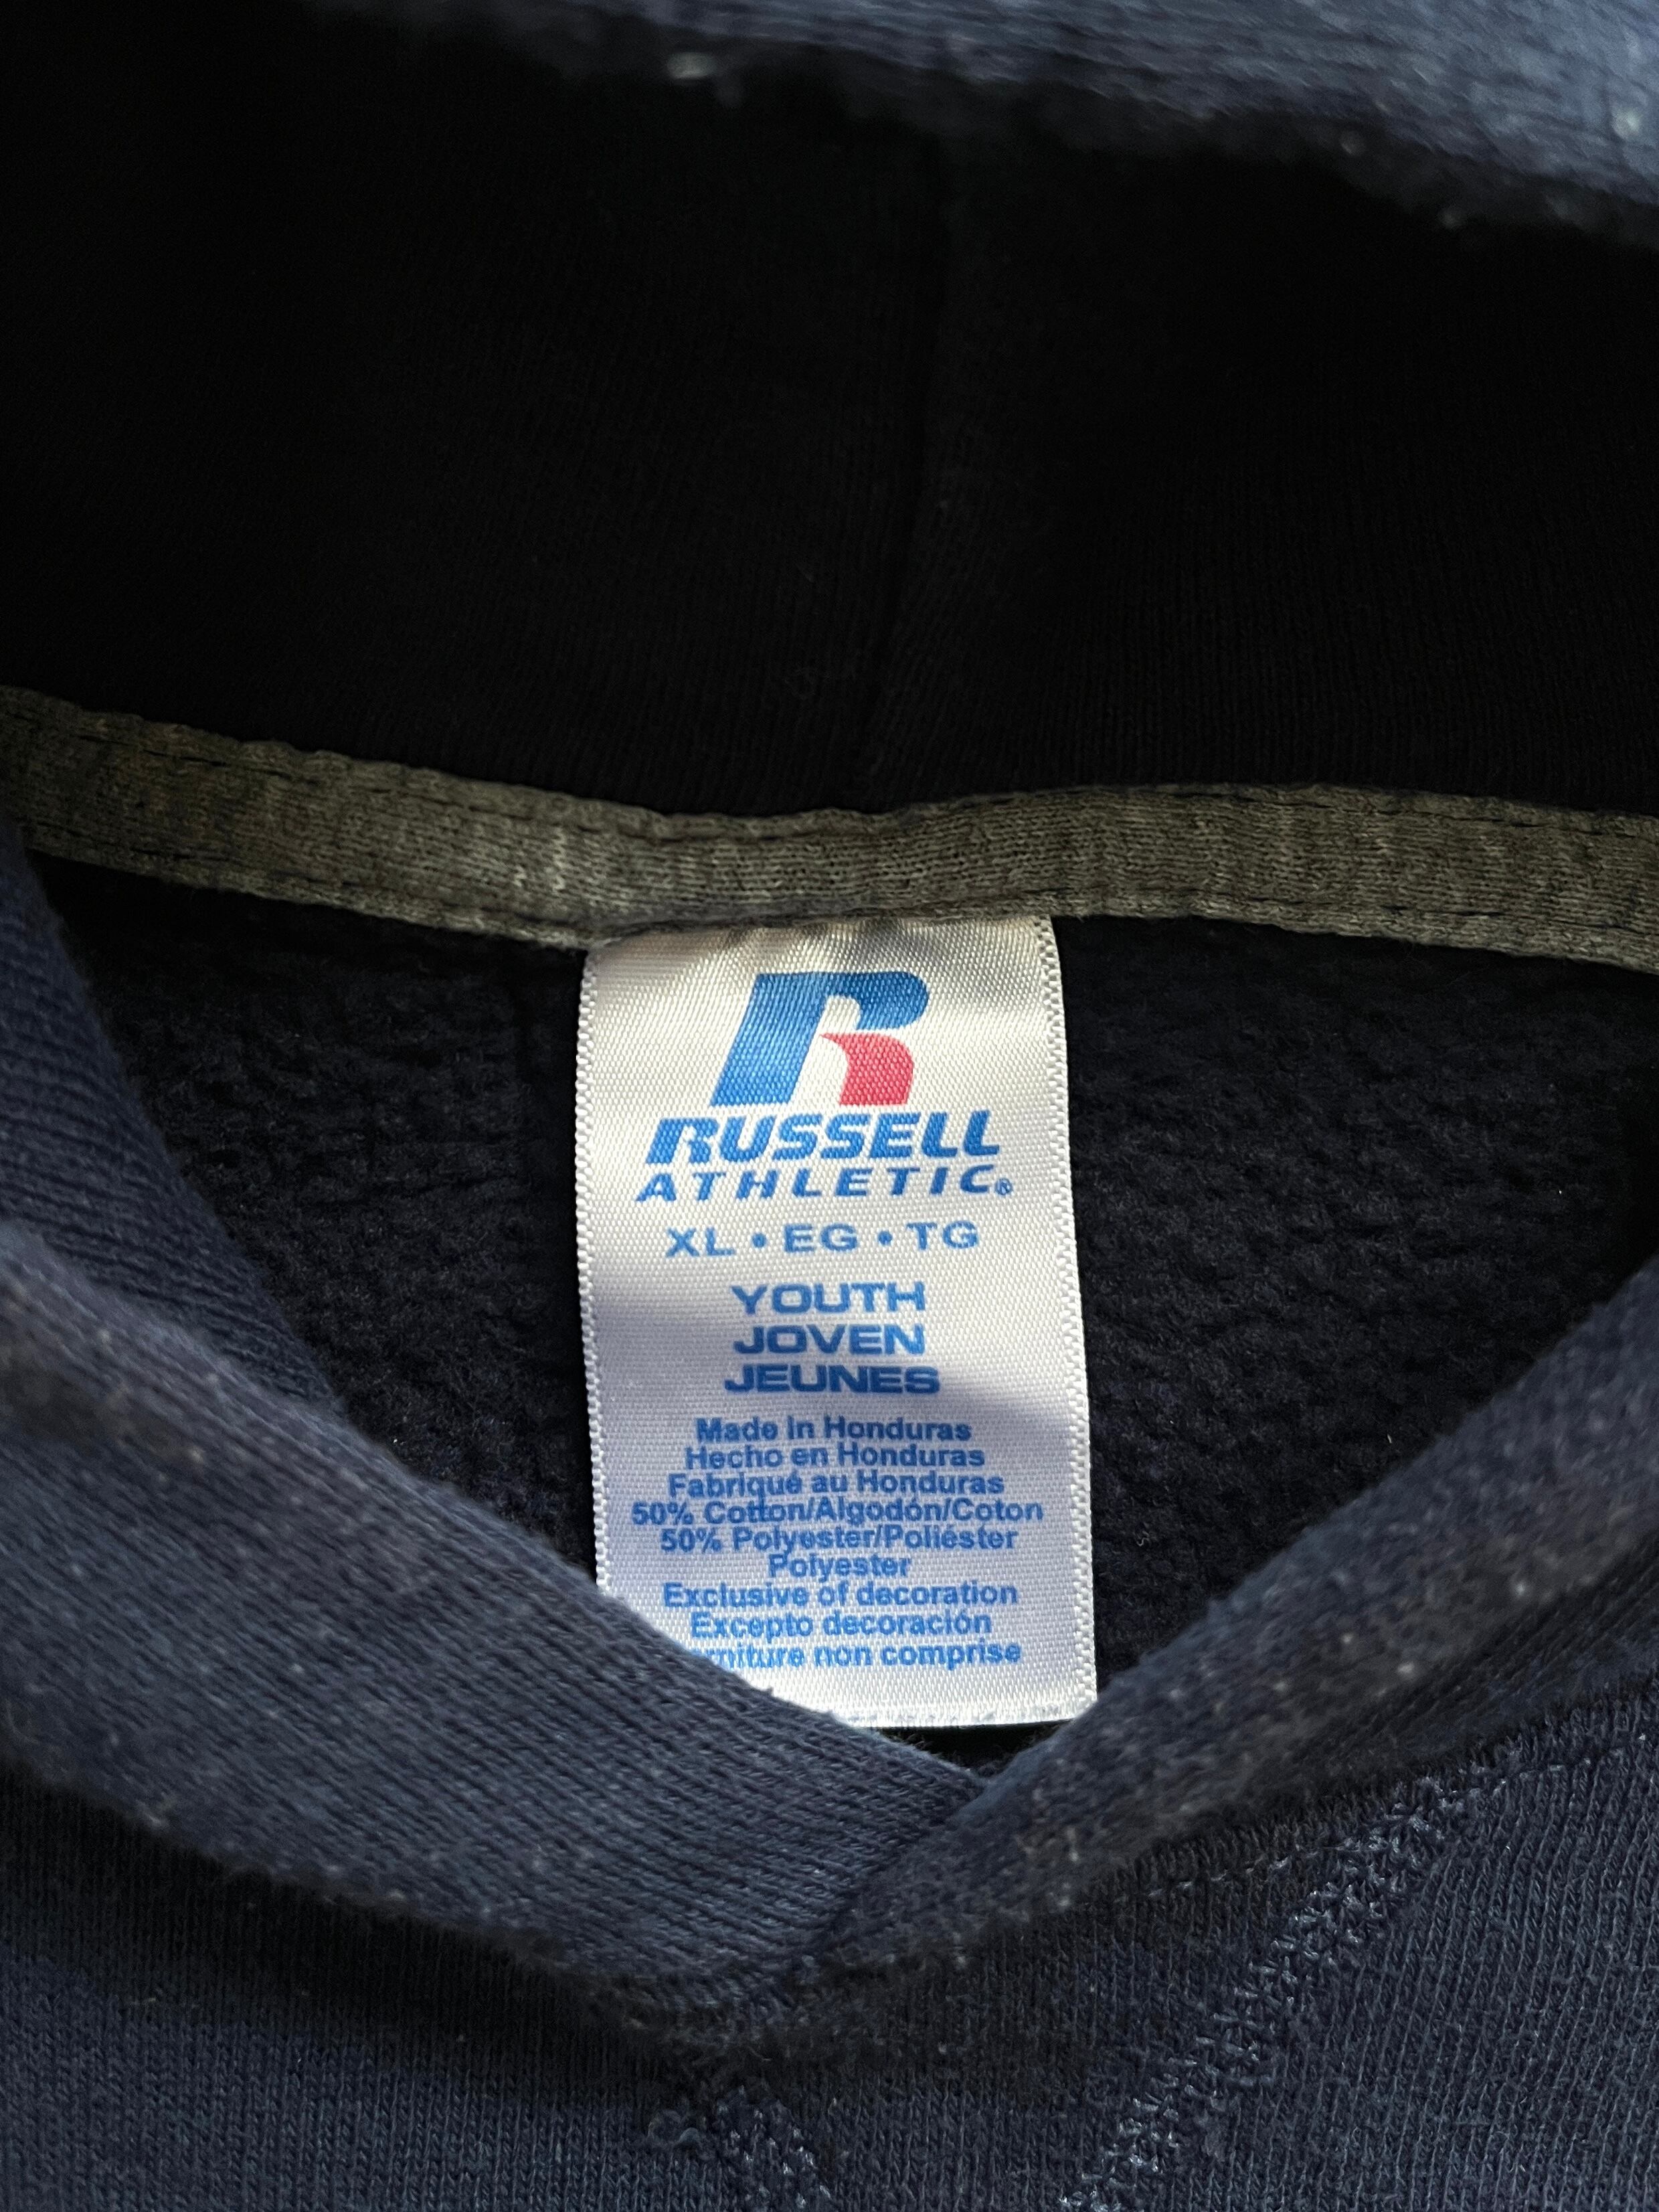 R
RUSSELL
ATHLETIC®
XL • EG • TG
YOUTH
JOVEN
JEUNES
Made in Honduras
Hecho en Honduras
Fabriqué au Honduras
50% Cotton/Algodón/Coton
50% Polyester/Poliéster
Polyester
Exclusive of decoration
Excepto decoración
non comprise